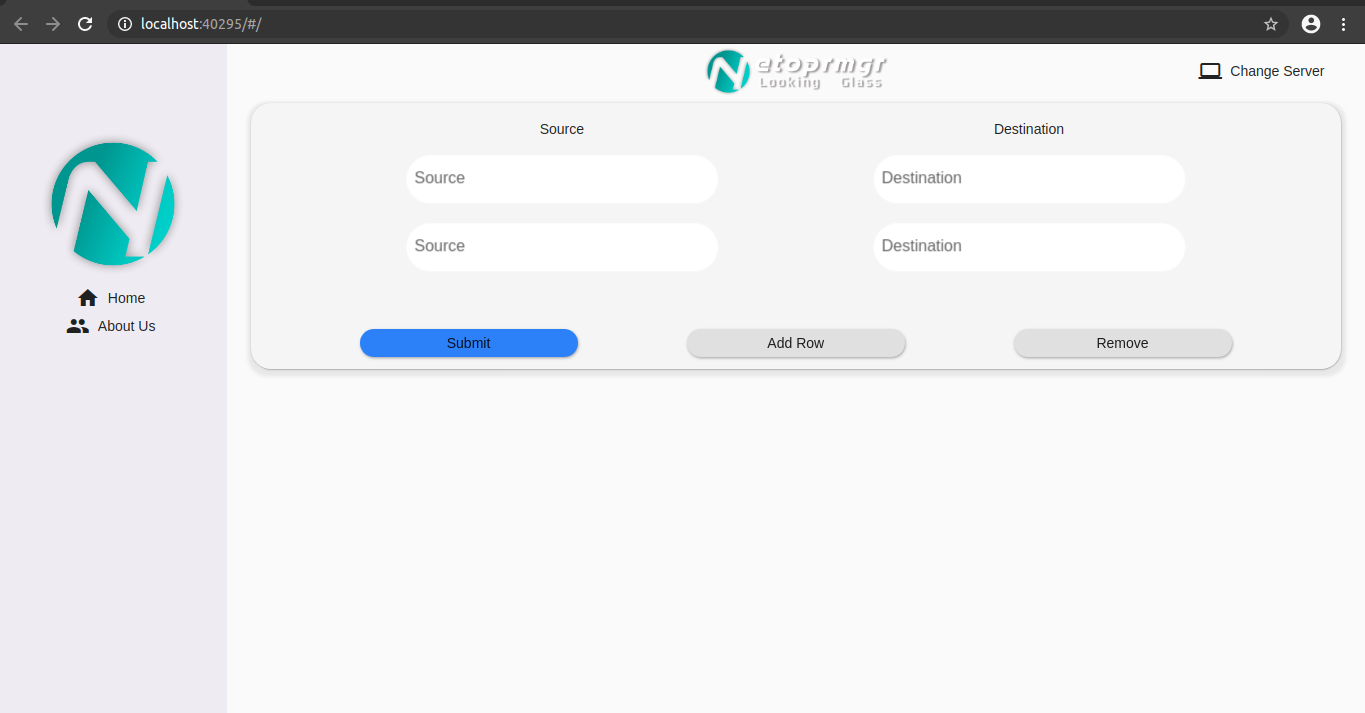 localhost:40295/#/
etoprmgr
Looking Glass
Change Server
Source Destination
Source Destination
Source Destination
Home
About Us
Submit Add Row Remove